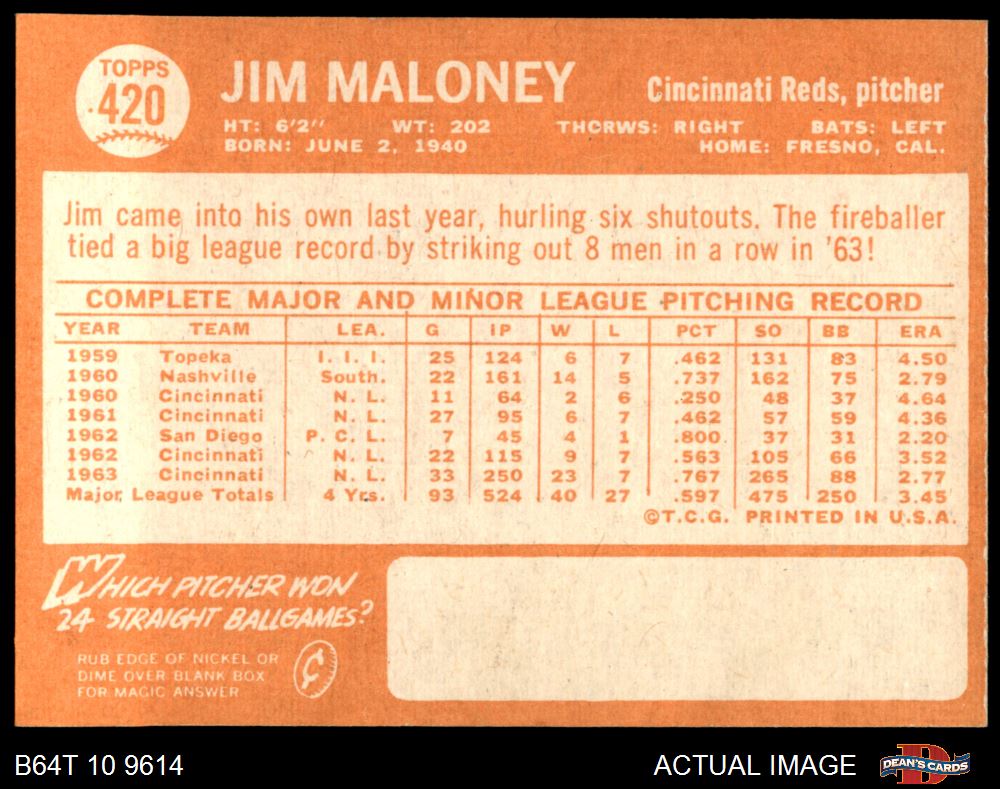 TOPPS
420
JIM MALONEY
Cincinnati Reds, pitcher
HT: 6'2" WT: 202 THORWS: RIGHT BATS: LEFT
BORN: JUNE 2, 1940 HOME: FRESNO, CAL.
Jim came into his own last year, hurling six shutouts. The fireballer
tied a big league record by striking out 8 men in a row in '63!
COMPLETE MAJOR AND MINOR LEAGUE PITCHING RECORD
YEAR TEAM LEA. G IP W L PCT SO BB ERA
1959 Topeka I. I. I. 25 124 6 7 .462 131 83 4.50
1960 Nashville South. 22 161 14 5 .737 162 75 2.79
1960 Cincinnati N. L. 11 64 2 6 .250 48 37 4.64
1961 Cincinnati N. L. 27 95 6 7 .462 57 59 4.36
1962 San Diego P. C. L. 7 45 4 1 .800 37 31 2.20
1962 Cincinnati N. L. 22 115 9 7 .563 105 66 3.52
1963 Cincinnati N. L. 33 250 23 7 .767 265 88 2.77
Major League Totals 4 Yrs. 93 524 40 27 .597 475 250 3.45
©T.C.G. PRINTED IN U.S.A.
WHICH PITCHER WON
24 STRAIGHT BALLGAMES?
RUB EDGE OF NICKEL OR
DIME OVER BLANK BOX
FOR MAGIC ANSWER
¢
B64T 10 9614
ACTUAL IMAGE
D
DEAN'S CARDS